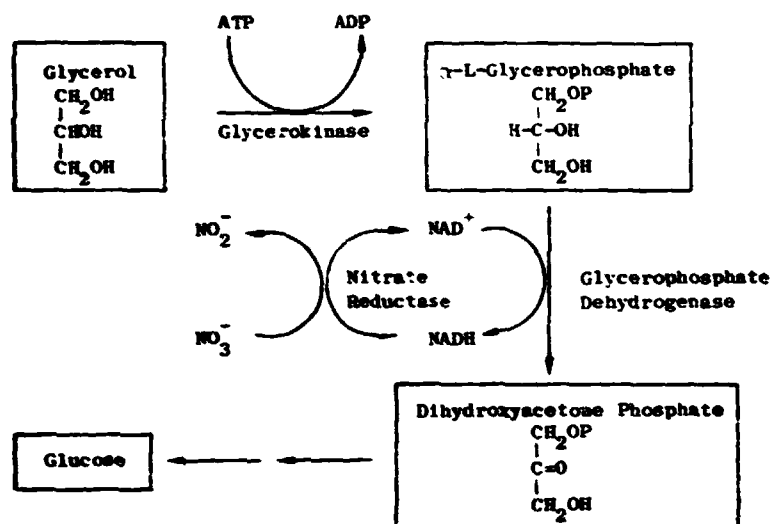 ATP ADP
Glycerol
CH2OH
CHOH
CH2OH
Glycerokinase
α-L-Glycerophosphate
CH2OP
H-C-OH
CH2OH
NO2-
NAD+
Nitrate
Reductase
NO3-
NADH
Glycerophosphate
Dehydrogenase
Dihydroxyacetone Phosphate
CH2OP
C=O
CH2OH
Glucose